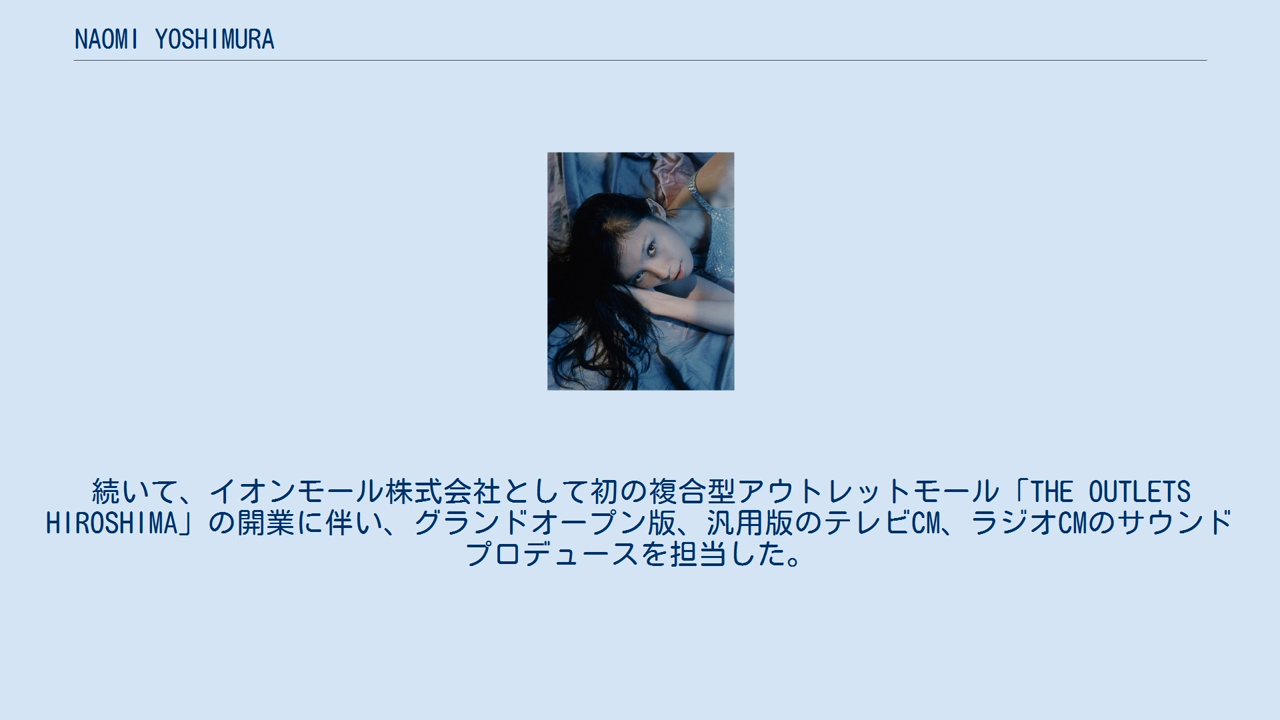 NAOMI YOSHIMURA
続いて、イオンモール株式会社として初の複合型アウトレットモール「THE OUTLETS
HIROSHIMA」の開業に伴い、グランドオープン版、汎用版のテレビCM、ラジオCMのサウンド
プロデュースを担当した。